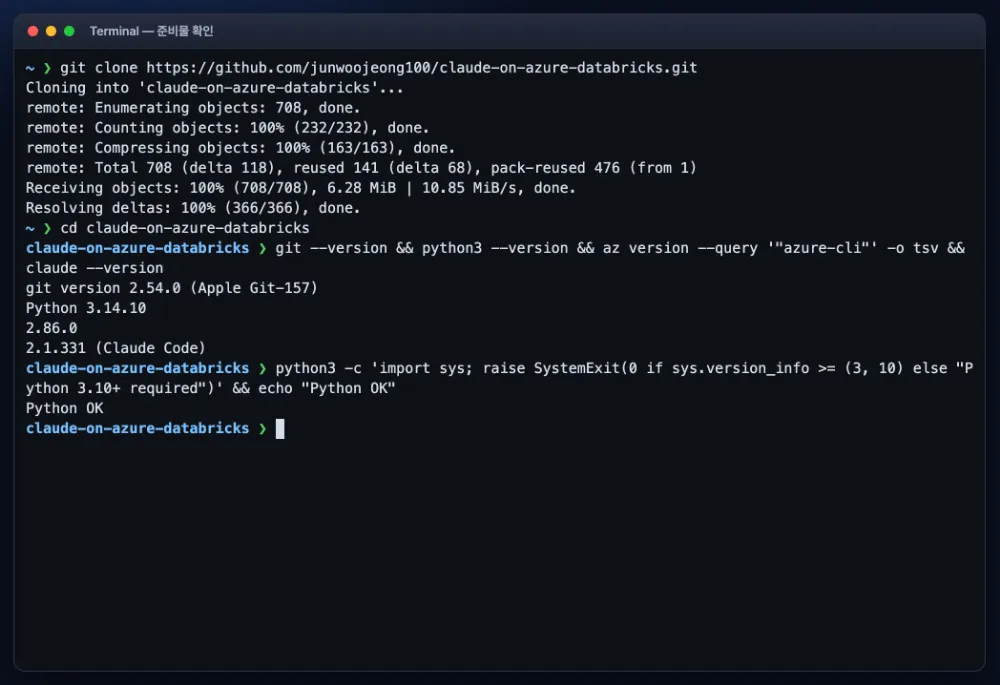 Terminal — 준비물 확인
~ ❯ git clone https://github.com/junwoojeong100/claude-on-azure-databricks.git
Cloning into 'claude-on-azure-databricks'...
remote: Enumerating objects: 708, done.
remote: Counting objects: 100% (232/232), done.
remote: Compressing objects: 100% (163/163), done.
remote: Total 708 (delta 118), reused 141 (delta 68), pack-reused 476 (from 1)
Receiving objects: 100% (708/708), 6.28 MiB | 10.85 MiB/s, done.
Resolving deltas: 100% (366/366), done.
~ ❯ cd claude-on-azure-databricks
claude-on-azure-databricks ❯ git --version && python3 --version && az version --query '"azure-cli"' -o tsv &&
claude --version
git version 2.54.0 (Apple Git-157)
Python 3.14.10
2.86.0
2.1.331 (Claude Code)
claude-on-azure-databricks ❯ python3 -c 'import sys; raise SystemExit(0 if sys.version_info >= (3, 10) else "P
ython 3.10+ required")' && echo "Python OK"
Python OK
claude-on-azure-databricks ❯